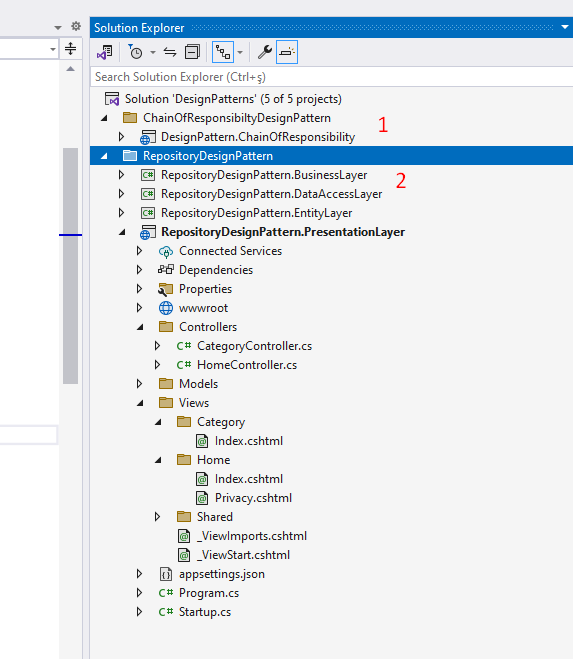 Solution Explorer
Search Solution Explorer (Ctrl+ş)
Solution 'DesignPatterns' (5 of 5 projects)
ChainOfResponsibiltyDesignPattern
1
DesignPattern.ChainOfResponsibility
RepositoryDesignPattern
C# RepositoryDesignPattern.BusinessLayer
2
C# RepositoryDesignPattern.DataAccessLayer
C# RepositoryDesignPattern.EntityLayer
RepositoryDesignPattern.PresentationLayer
Connected Services
Dependencies
Properties
wwwroot
Controllers
C# CategoryController.cs
C# HomeController.cs
Models
Views
Category
@ Index.cshtml
Home
@ Index.cshtml
@ Privacy.cshtml
Shared
@ _ViewImports.cshtml
@ _ViewStart.cshtml
appsettings.json
C# Program.cs
C# Startup.cs